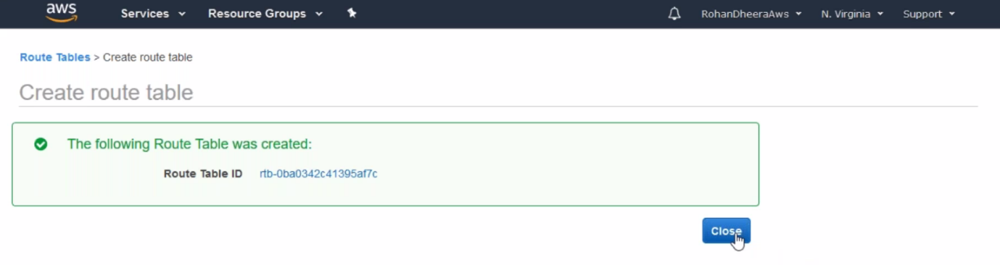 aws Services Resource Groups RohanDheeraAws N. Virginia Support
Route Tables > Create route table
Create route table
The following Route Table was created:
Route Table ID rtb-0ba0342c41395af7c
Close